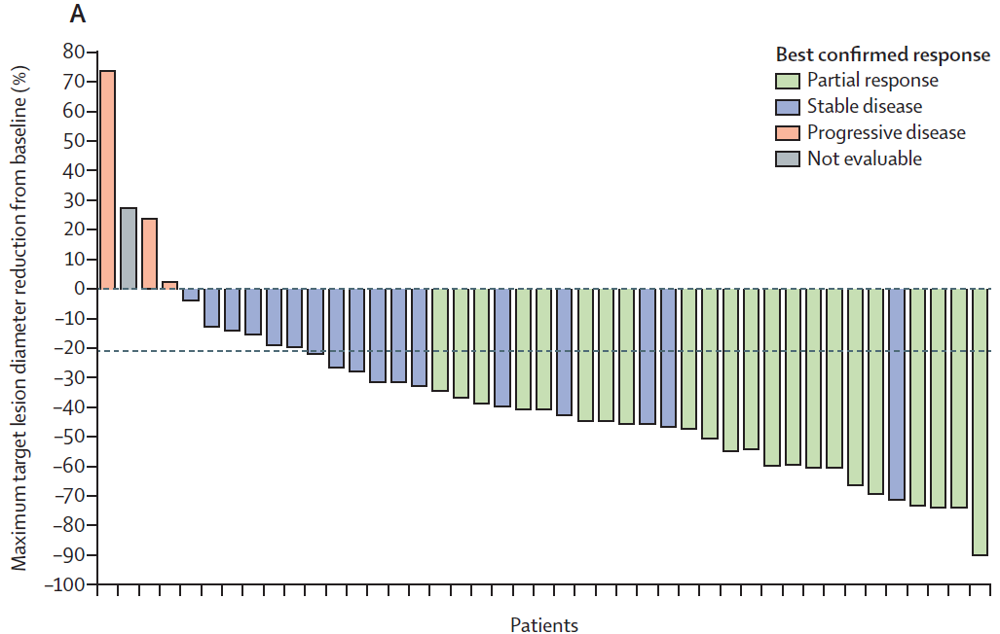 A
Maximum target lesion diameter reduction from baseline (%)
80
70
60
50
40
30
20
10
0
–10
–20
–30
–40
–50
–60
–70
–80
–90
–100
Best confirmed response
Partial response
Stable disease
Progressive disease
Not evaluable
Patients